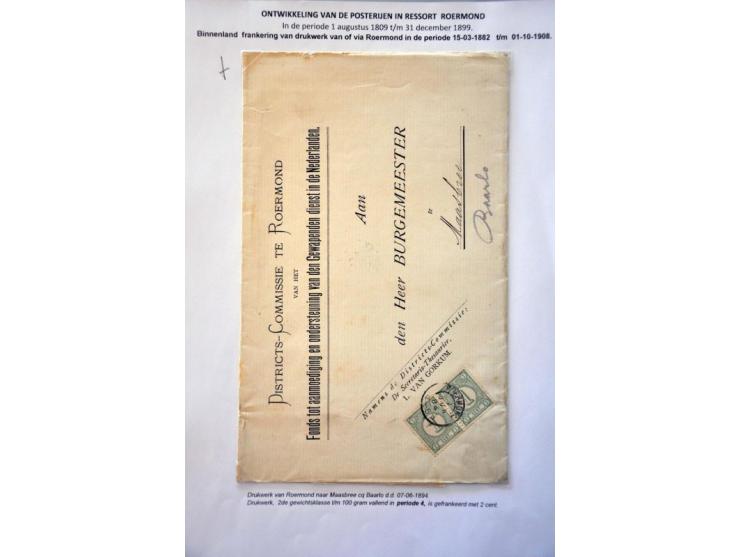 ONTWIKKELING VAN DE POSTERIJEN IN RESSORT ROERMOND
In de periode 1 augustus 1809 t/m 31 december 1899.
Binnenland frankering van drukwerk van of via Roermond in de periode 15-03-1882 t/m 01-10-1908.
DISTRICTS-COMMISSIE TE ROERMOND
VAN HET
Fonds tot aanmoediging en ondersteuning van den Gewapenden dienst in de Nederlanden.
Aan
den Heer BURGEMEESTER
te
Maasbree
Baarlo
Namens de Districts-Commissie:
De Secretaris-Thesaurier,
L. VAN GORKUM.
Drukwerk van Roermond naar Maasbree cq Baarlo d.d. 07-06-1894.
Drukwerk, 2de gewichtsklasse t/m 100 gram vallend in periode 4, is gefrankeerd met 2 cent.